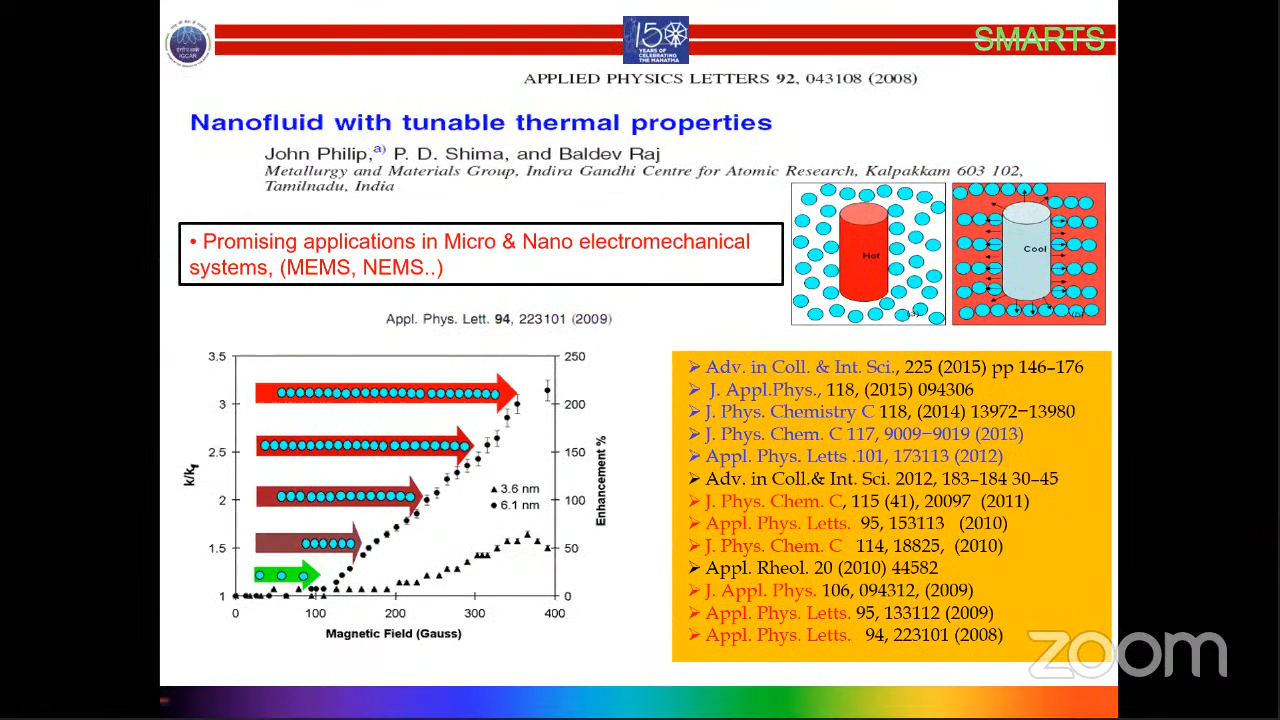 SMARTS
150
YEARS OF
CELEBRATING
THE MAHATMA
IGCAR
APPLIED PHYSICS LETTERS 92, 043108 (2008)
Nanofluid with tunable thermal properties
John Philip,a) P. D. Shima, and Baldev Raj
Metallurgy and Materials Group, Indira Gandhi Centre for Atomic Research, Kalpakkam 603 102,
Tamilnadu, India
• Promising applications in Micro & Nano electromechanical
systems, (MEMS, NEMS..)
Hot
Cool
Appl. Phys. Lett. 94, 223101 (2009)
3.5
3
2.5
2
1.5
1
k/kf
250
200
150
100
50
0
Enhancement %
▲ 3.6 nm
● 6.1 nm
0
100
200
300
400
Magnetic Field (Gauss)
➢ Adv. in Coll. & Int. Sci., 225 (2015) pp 146–176
➢ J. Appl.Phys., 118, (2015) 094306
➢ J. Phys. Chemistry C 118, (2014) 13972−13980
➢ J. Phys. Chem. C 117, 9009−9019 (2013)
➢ Appl. Phys. Letts .101, 173113 (2012)
➢ Adv. in Coll.& Int. Sci. 2012, 183–184 30–45
➢ J. Phys. Chem. C, 115 (41), 20097 (2011)
➢ Appl. Phys. Letts. 95, 153113 (2010)
➢ J. Phys. Chem. C 114, 18825, (2010)
➢ Appl. Rheol. 20 (2010) 44582
➢ J. Appl. Phys. 106, 094312, (2009)
➢ Appl. Phys. Letts. 95, 133112 (2009)
➢ Appl. Phys. Letts. 94, 223101 (2008)
zoom